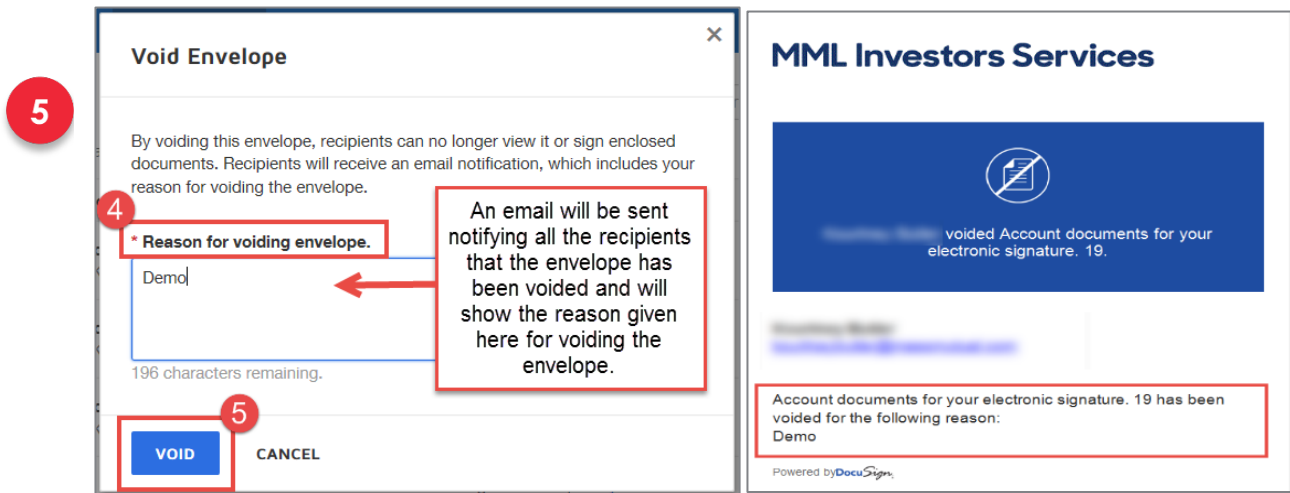 5
Void Envelope
×
By voiding this envelope, recipients can no longer view it or sign enclosed
documents. Recipients will receive an email notification, which includes your
reason for voiding the envelope.
4
* Reason for voiding envelope.
Demo
196 characters remaining.
An email will be sent
notifying all the recipients
that the envelope has
been voided and will
show the reason given
here for voiding the
envelope.
5
VOID CANCEL
MML Investors Services
voided Account documents for your
electronic signature. 19.
Account documents for your electronic signature. 19 has been
voided for the following reason:
Demo
Powered by DocuSign